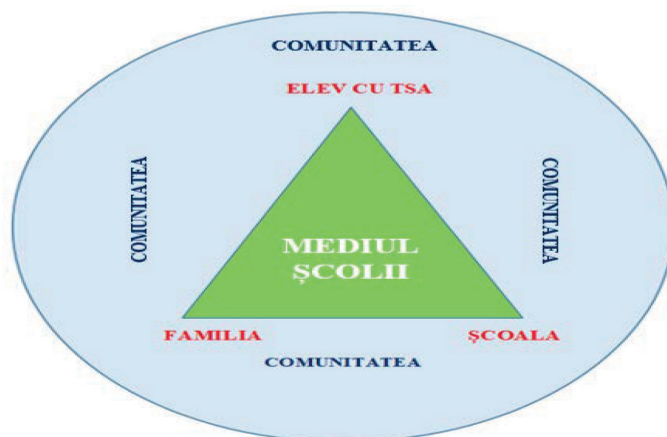 COMUNITATEA
ELEV CU TSA
COMUNITATEA
COMUNITATEA
MEDIUL
ȘCOLII
FAMILIA
ȘCOALA
COMUNITATEA